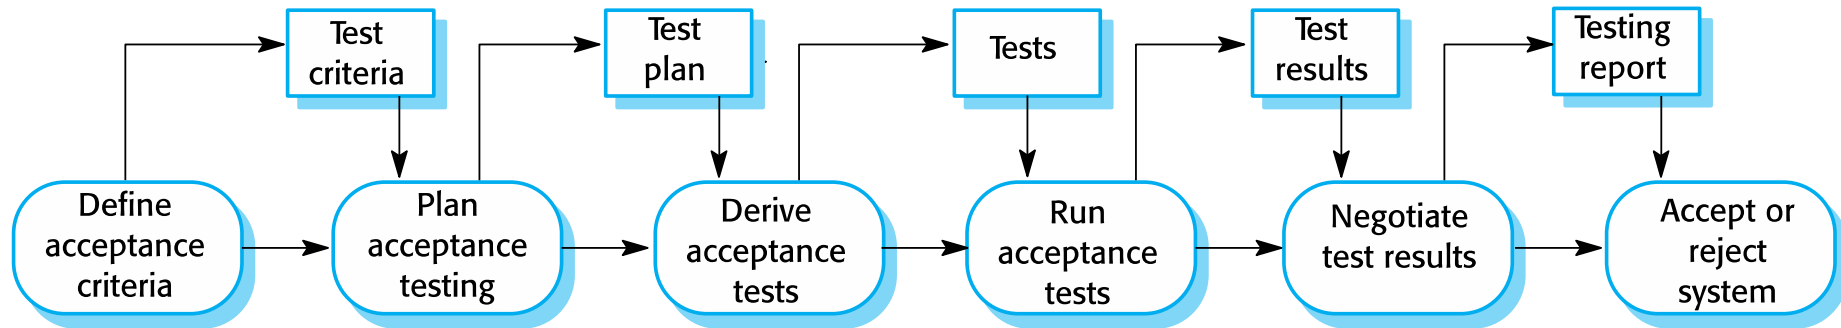 Test
criteria
Test
plan
Tests
Test
results
Testing
report
Define
acceptance
criteria
Plan
acceptance
testing
Derive
acceptance
tests
Run
acceptance
tests
Negotiate
test results
Accept or
reject
system